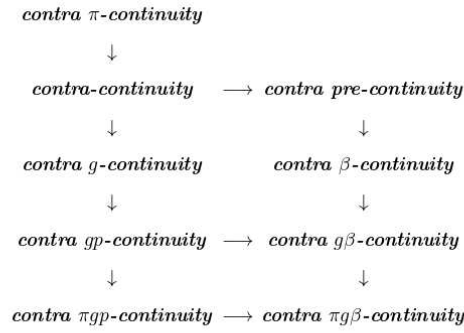 contra π-continuity
↓
contra-continuity ⟶ contra pre-continuity
↓ ↓
contra g-continuity contra β-continuity
↓ ↓
contra gp-continuity ⟶ contra gβ-continuity
↓ ↓
contra πgp-continuity ⟶ contra πgβ-continuity